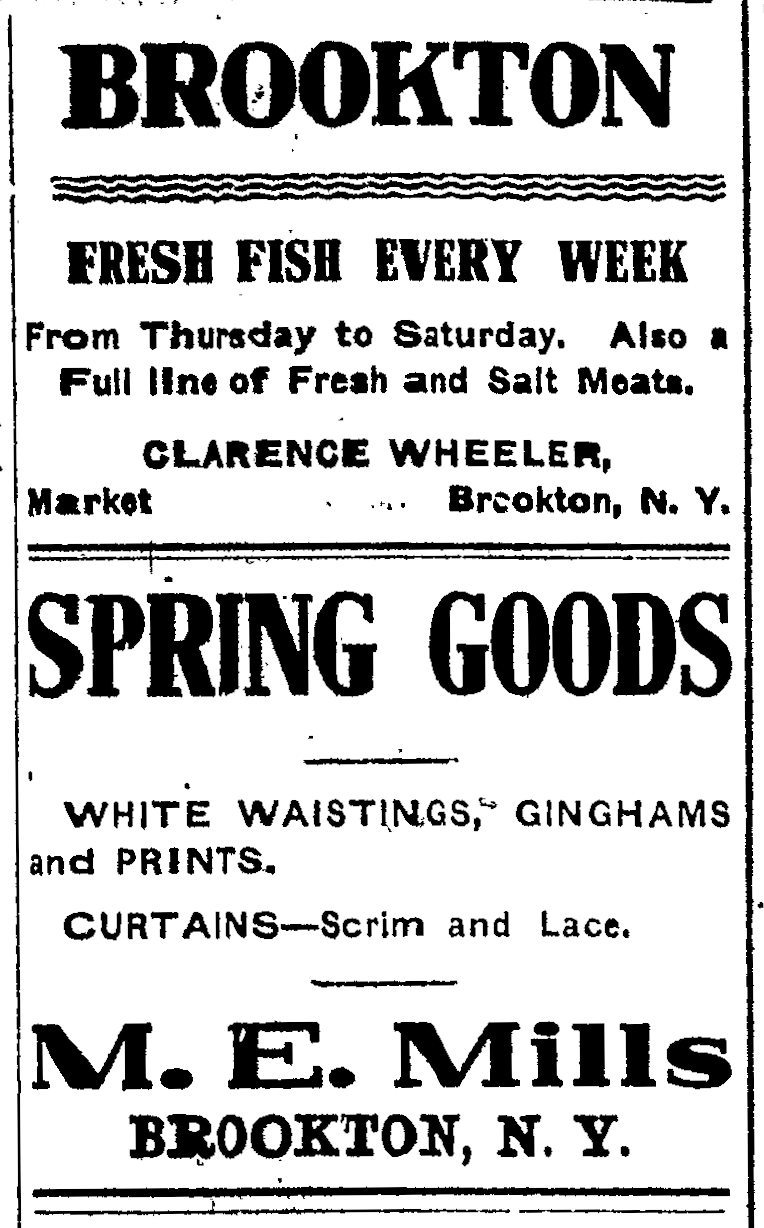 BROOKTON
FRESH FISH EVERY WEEK
From Thursday to Saturday. Also a
Full line of Fresh and Salt Meats.
CLARENCE WHEELER,
Market Brookton, N. Y.
SPRING GOODS
WHITE WAISTINGS, GINGHAMS
and PRINTS.
CURTAINS—Scrim and Lace.
M. E. Mills
BROOKTON, N. Y.